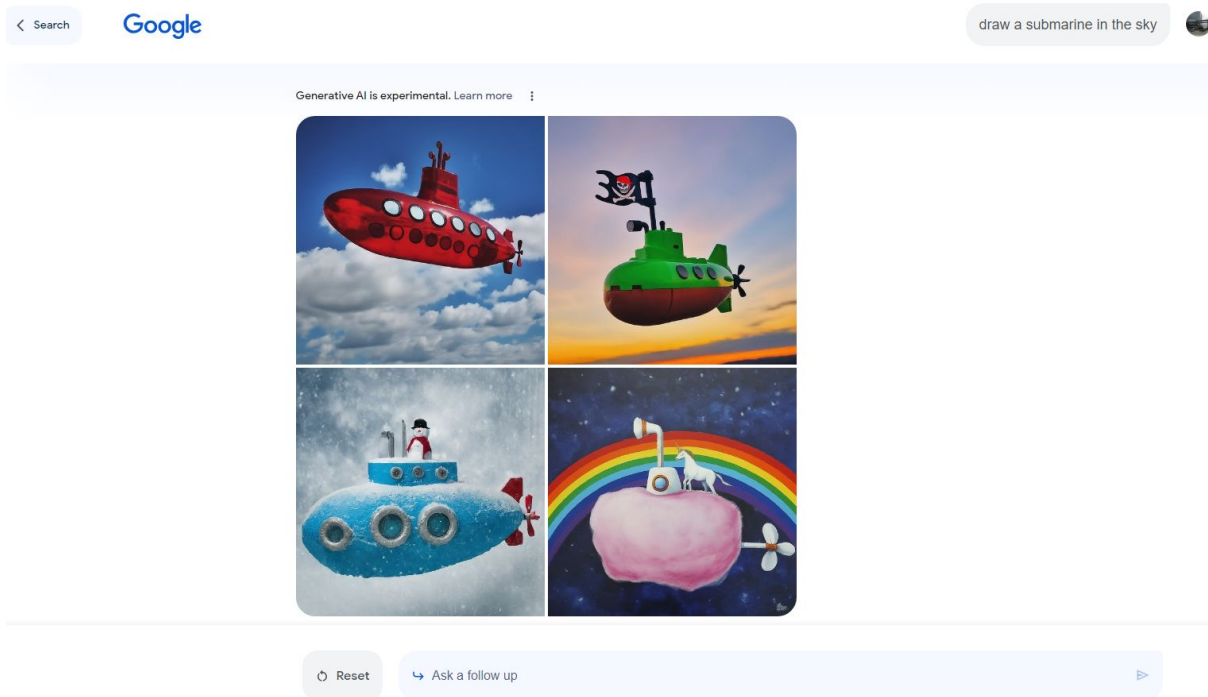 Search
Google
draw a submarine in the sky
Generative AI is experimental. Learn more
Reset
Ask a follow up